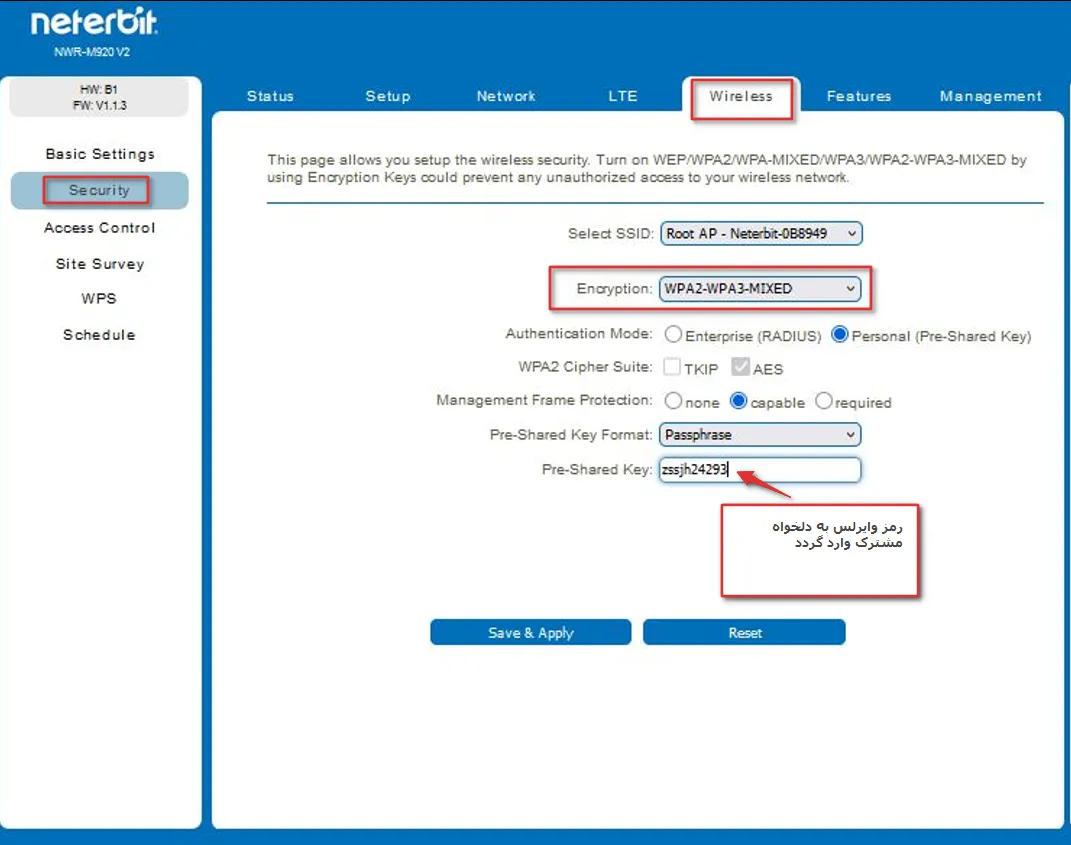 neterbit.
NWR-M920 V2
HW: B1
FW: V1.1.3
Status Setup Network LTE Wireless Features Management
Basic Settings
Security
Access Control
Site Survey
WPS
Schedule
This page allows you setup the wireless security. Turn on WEP/WPA2/WPA-MIXED/WPA3/WPA2-WPA3-MIXED by
using Encryption Keys could prevent any unauthorized access to your wireless network.
Select SSID: Root AP - Neterbit-0B8949
Encryption: WPA2-WPA3-MIXED
Authentication Mode: Enterprise (RADIUS) Personal (Pre-Shared Key)
WPA2 Cipher Suite: TKIP AES
Management Frame Protection: none capable required
Pre-Shared Key Format: Passphrase
Pre-Shared Key: zssjh24293
رمز وایرلس به دلخواه
مشترک وارد گردد
Save & Apply Reset